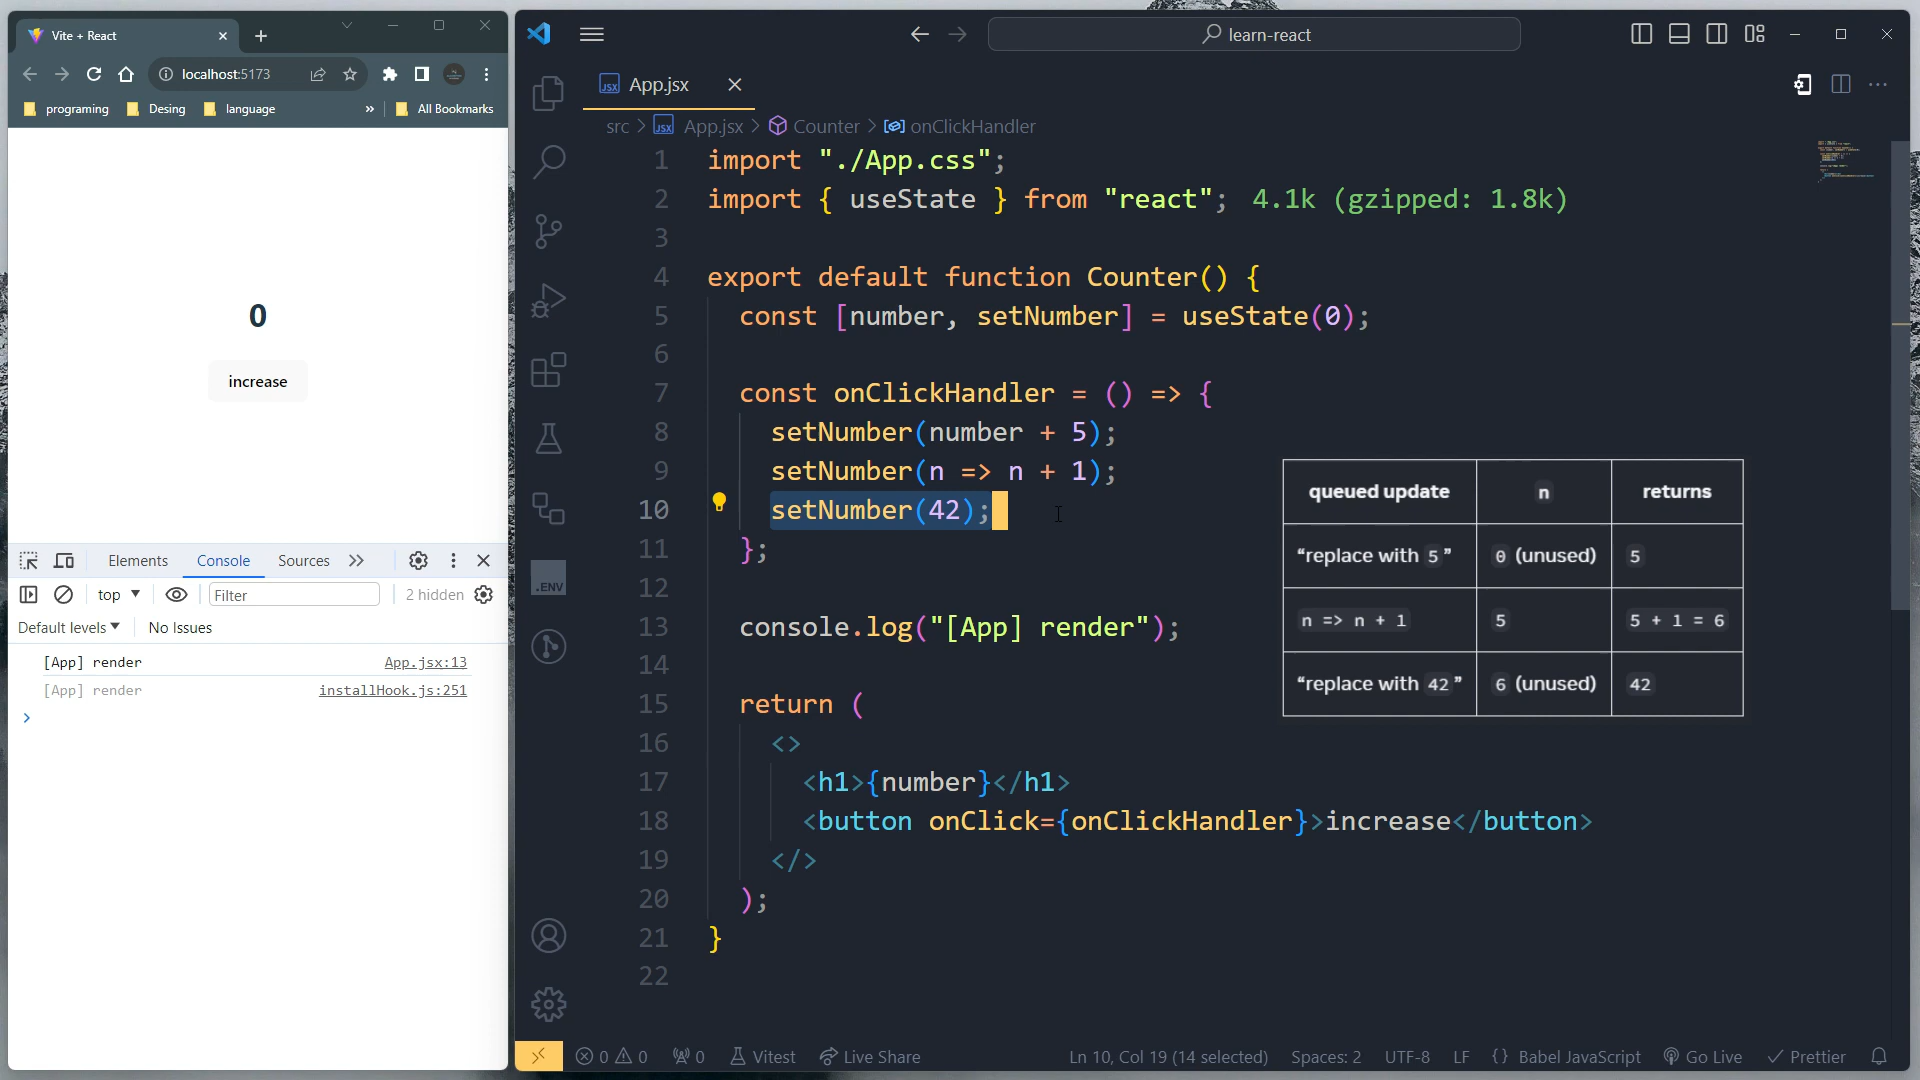 Vite + React
localhost:5173
programing Desing language » All Bookmarks
0
increase
Elements Console Sources »
top Filter 2 hidden
Default levels No Issues
[App] render App.jsx:13
[App] render installHook.js:251
learn-react
JSX App.jsx
src > JSX App.jsx > Counter > onClickHandler
1 import "./App.css";
2 import { useState } from "react"; 4.1k (gzipped: 1.8k)
3
4 export default function Counter() {
5 const [number, setNumber] = useState(0);
6
7 const onClickHandler = () => {
8 setNumber(number + 5);
9 setNumber(n => n + 1);
10 setNumber(42);
11 };
12
13 console.log("[App] render");
14
15 return (
16 <>
17 <h1>{number}</h1>
18 <button onClick={onClickHandler}>increase</button>
19 </>
20 );
21 }
22
.ENV
queued update n returns
“replace with 5” 0 (unused) 5
n => n + 1 5 5 + 1 = 6
“replace with 42” 6 (unused) 42
0 0 0 Vitest Live Share Ln 10, Col 19 (14 selected) Spaces: 2 UTF-8 LF {} Babel JavaScript Go Live Prettier